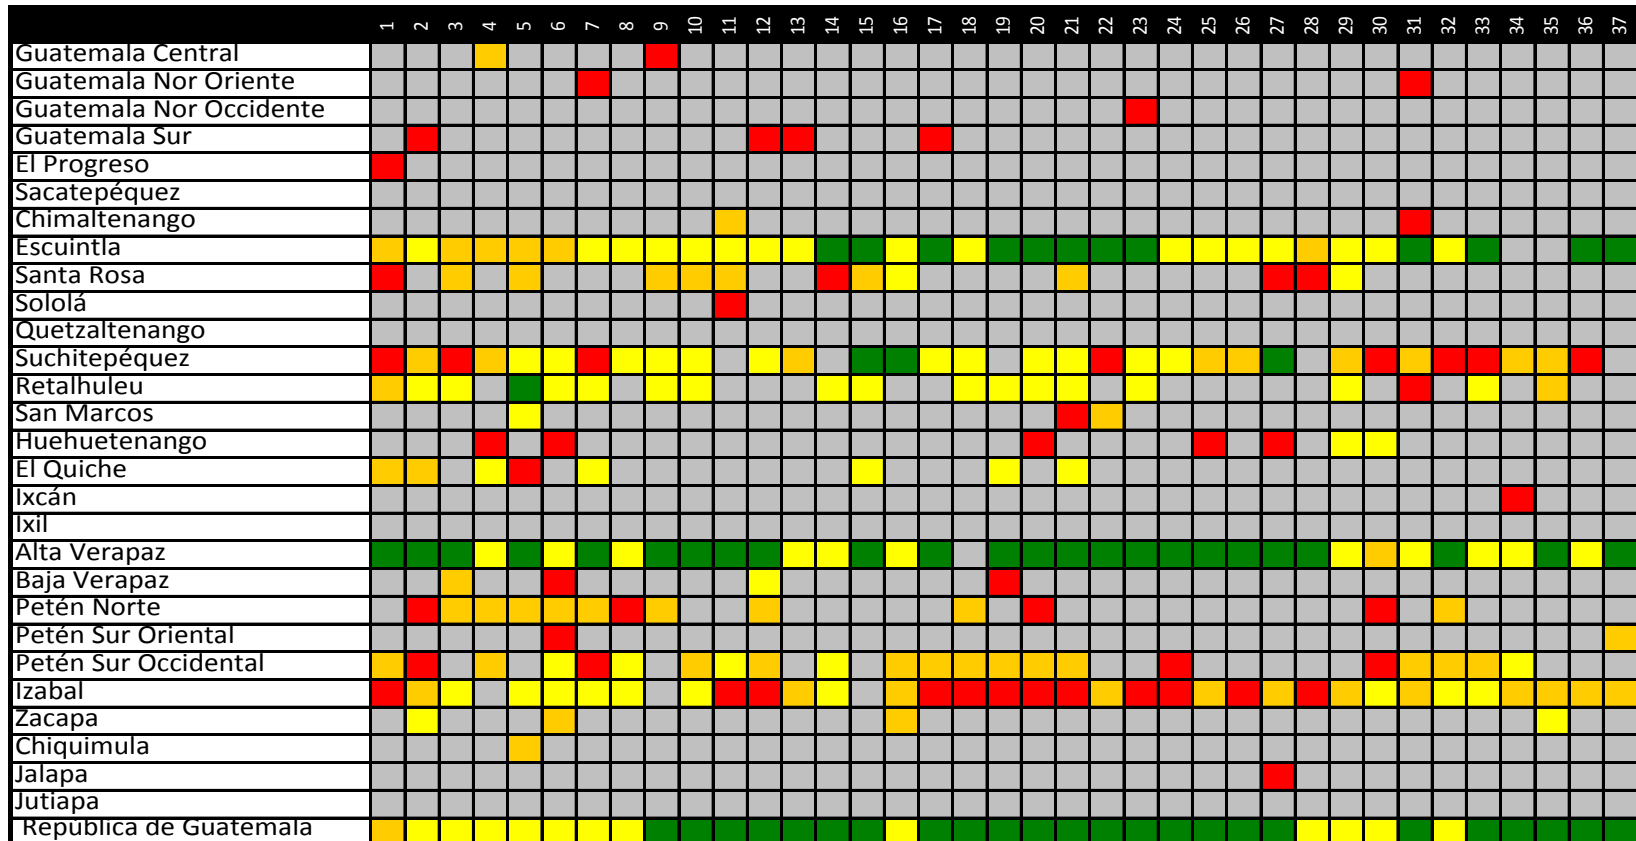 1 2 3 4 5 6 7 8 9 10 11 12 13 14 15 16 17 18 19 20 21 22 23 24 25 26 27 28 29 30 31 32 33 34 35 36 37
Guatemala Central
Guatemala Nor Oriente
Guatemala Nor Occidente
Guatemala Sur
El Progreso
Sacatepéquez
Chimaltenango
Escuintla
Santa Rosa
Sololá
Quetzaltenango
Suchitepéquez
Retalhuleu
San Marcos
Huehuetenango
El Quiche
Ixcán
Ixil
Alta Verapaz
Baja Verapaz
Petén Norte
Petén Sur Oriental
Petén Sur Occidental
Izabal
Zacapa
Chiquimula
Jalapa
Jutiapa
República de Guatemala